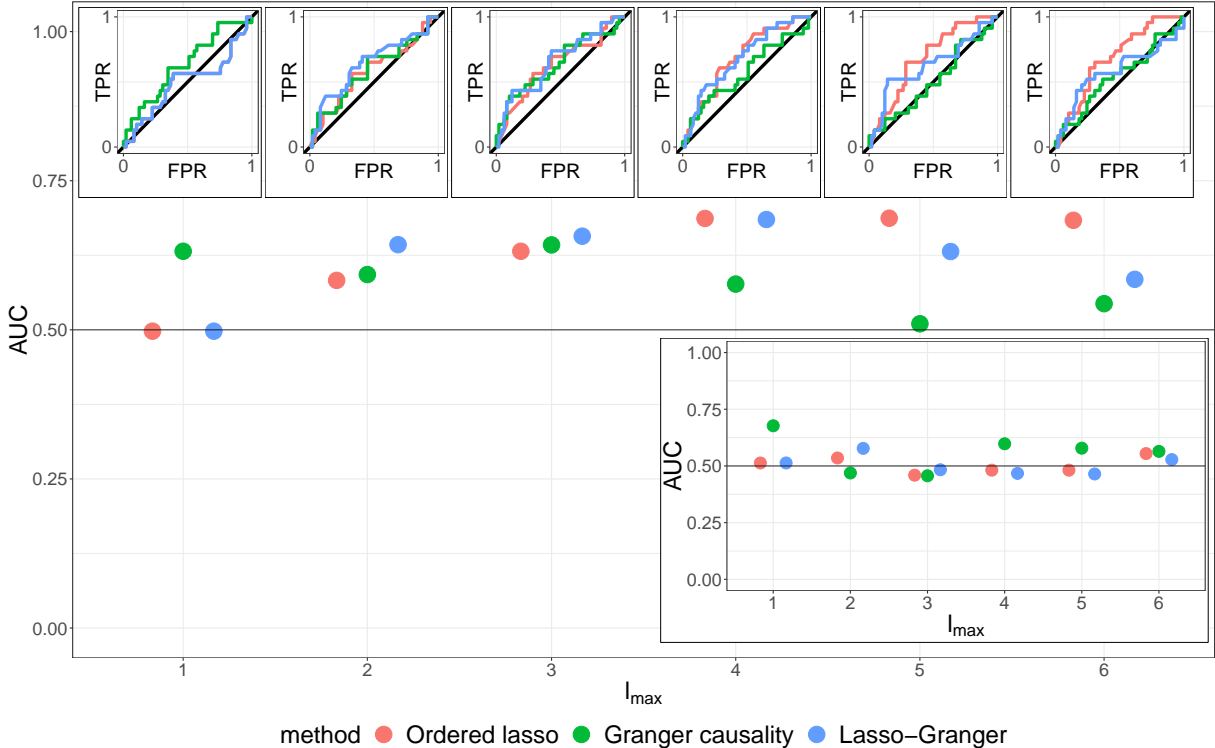 1.00
0.75
0.50
0.25
0.00
AUC
1 2 3 4 5 6
l_max
TPR 1 0 0 1 FPR
TPR 1 0 0 1 FPR
TPR 1 0 0 1 FPR
TPR 1 0 0 1 FPR
TPR 1 0 0 1 FPR
TPR 1 0 0 1 FPR
1.00
0.75
0.50
0.25
0.00
AUC
1 2 3 4 5 6
l_max
method Ordered lasso Granger causality Lasso−Granger